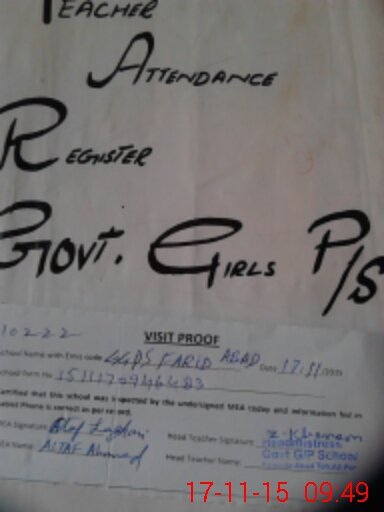 TEACHER
ATTENDANCE
REGISTER
GOVT. GIRLS P/S
10222
VISIT PROOF
School Name with Emis code GGPS FARID ABAD Date 17.11
School Form No.
Certified that this school was inspected by the undersigned MEA today and information fed in
Tablet Phone is correct as per record.
MEA Signature
Head Teacher Signature Z-Khanem
MEA Name: ALTAF Ahmed
Head Teacher Name:
Headmistress
Govt G/P School
17-11-15 09.49